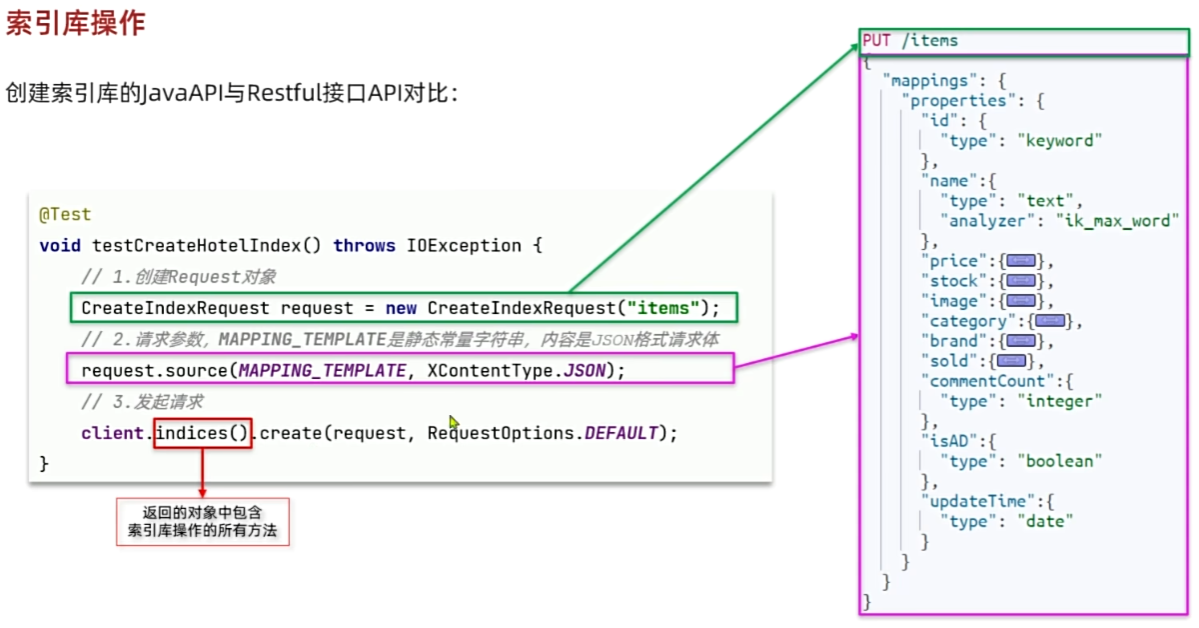 索引库操作
创建索引库的JavaAPI与Restful接口API对比：
@Test
void testCreateHotelIndex() throws IOException {
// 1.创建Request对象
CreateIndexRequest request = new CreateIndexRequest("items");
// 2.请求参数，MAPPING_TEMPLATE是静态常量字符串，内容是JSON格式请求体
request.source(MAPPING_TEMPLATE, XContentType.JSON);
// 3.发起请求
client.indices().create(request, RequestOptions.DEFAULT);
}
返回的对象中包含
索引库操作的所有方法
PUT /items
{
"mappings": {
"properties": {
"id": {
"type": "keyword"
},
"name":{
"type": "text",
"analyzer": "ik_max_word"
},
"price":{},
"stock":{},
"image":{},
"category":{},
"brand":{},
"sold":{},
"commentCount":{
"type": "integer"
},
"isAD":{
"type": "boolean"
},
"updateTime":{
"type": "date"
}
}
}
}